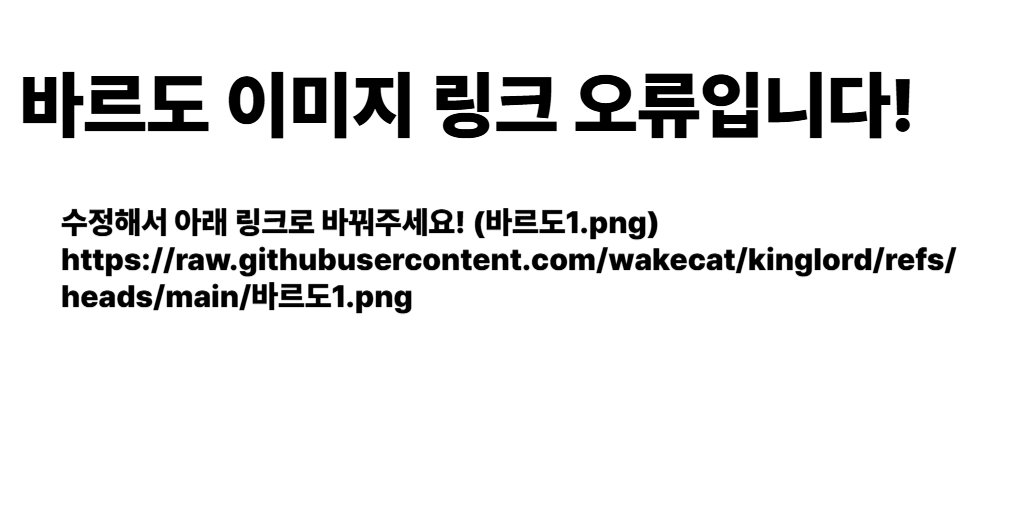 바르도 이미지 링크 오류입니다!
수정해서 아래 링크로 바꿔주세요! (바르도1.png)
https://raw.githubusercontent.com/wakecat/kinglord/refs/
heads/main/바르도1.png